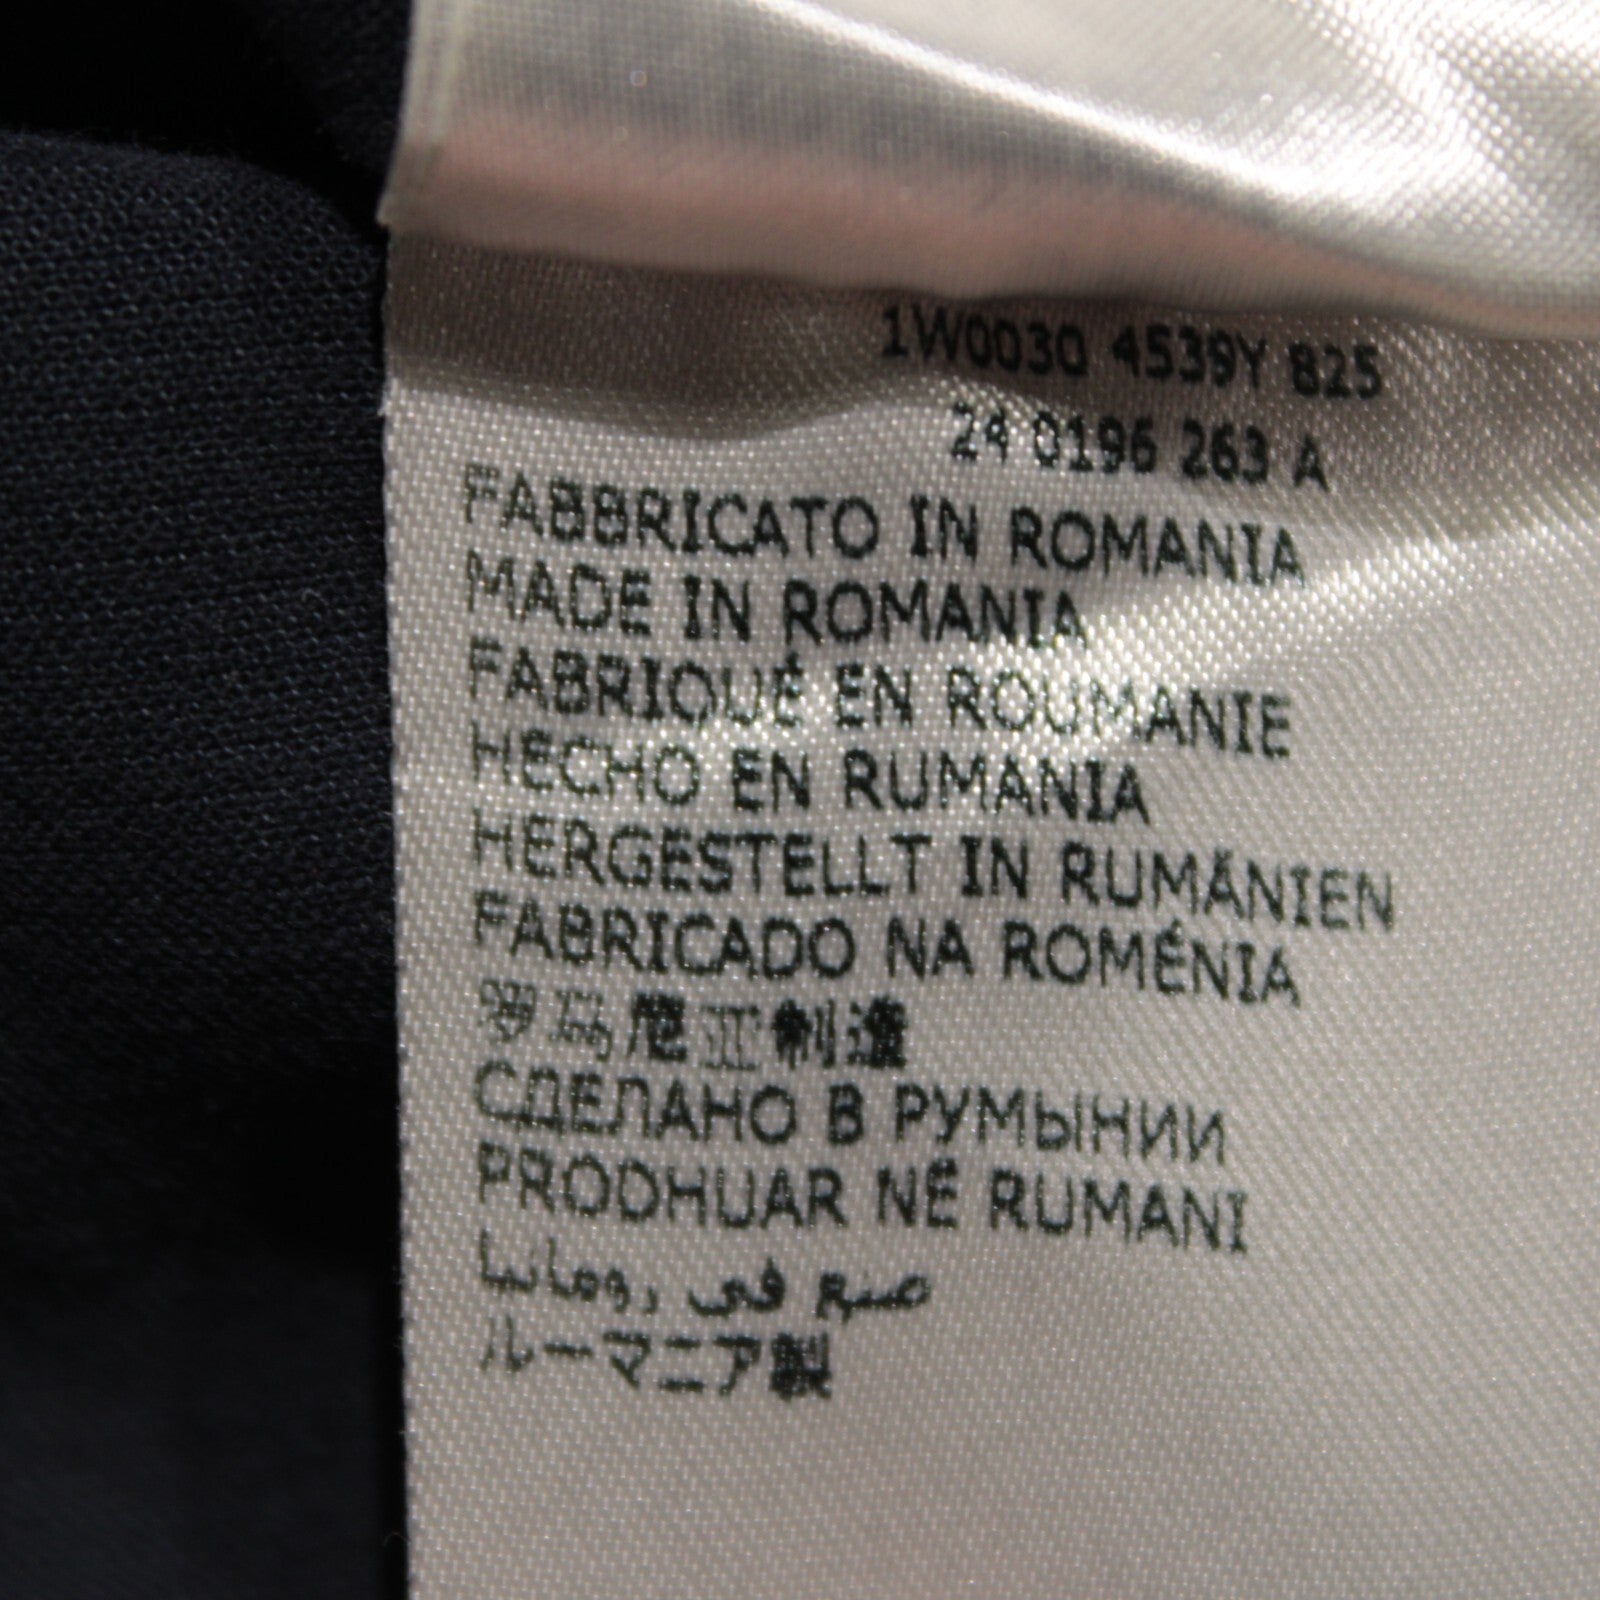 1W0030 4539Y B25
24 0196 263 A
FABBRICATO IN ROMANIA
MADE IN ROMANIA
FABRIQUÉ EN ROUMANIE
HECHO EN RUMANIA
HERGESTELLT IN RUMÄNIEN
FABRICADO NA ROMÉNIA
罗马尼亚制造
СДЕЛАНО В РУМЫНИИ
PRODHUAR NË RUMANI
صنع في رومانيا
ルーマニア製